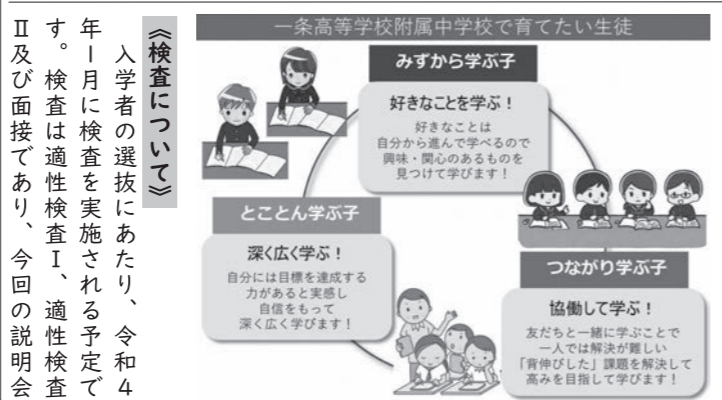 一条高等学校附属中学校で育てたい生徒
みずから学ぶ子
好きなことを学ぶ!
好きなことは
自分から進んで学べるので
興味・関心のあるものを
見つけて学びます!
とことん学ぶ子
深く広く学ぶ!
自分には目標を達成する
力があると実感し
自信をもって
深く広く学びます!
つながり学ぶ子
協働して学ぶ!
友だちと一緒に学ぶことで
一人では解決が難しい
「背伸びした」課題を解決して
高みを目指して学びます!
《検査について》
入学者の選抜にあたり、令和4
年1月に検査を実施される予定で
す。検査は適性検査Ⅰ、適性検査
Ⅱ及び面接であり、今回の説明会